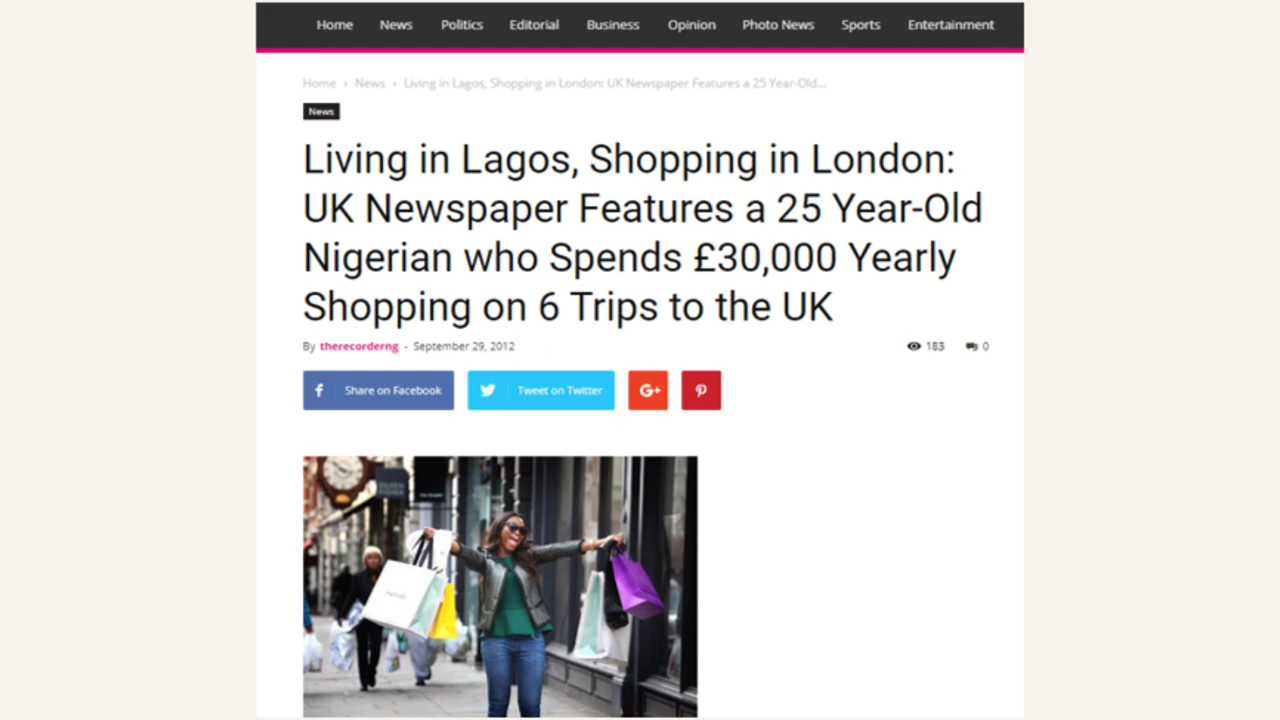 Home News Politics Editorial Business Opinion Photo News Sports Entertainment
Home › News › Living in Lagos, Shopping in London: UK Newspaper Features a 25 Year-Old...
News
Living in Lagos, Shopping in London:
UK Newspaper Features a 25 Year-Old
Nigerian who Spends £30,000 Yearly
Shopping on 6 Trips to the UK
By therecorderng - September 29, 2012 183 0
Share on Facebook Tweet on Twitter G+